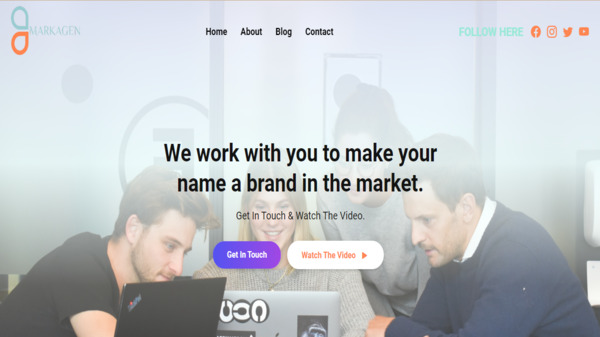 MARKAGEN
Home About Blog Contact
FOLLOW HERE
We work with you to make your
name a brand in the market.
Get In Touch & Watch The Video.
Get In Touch
Watch The Video